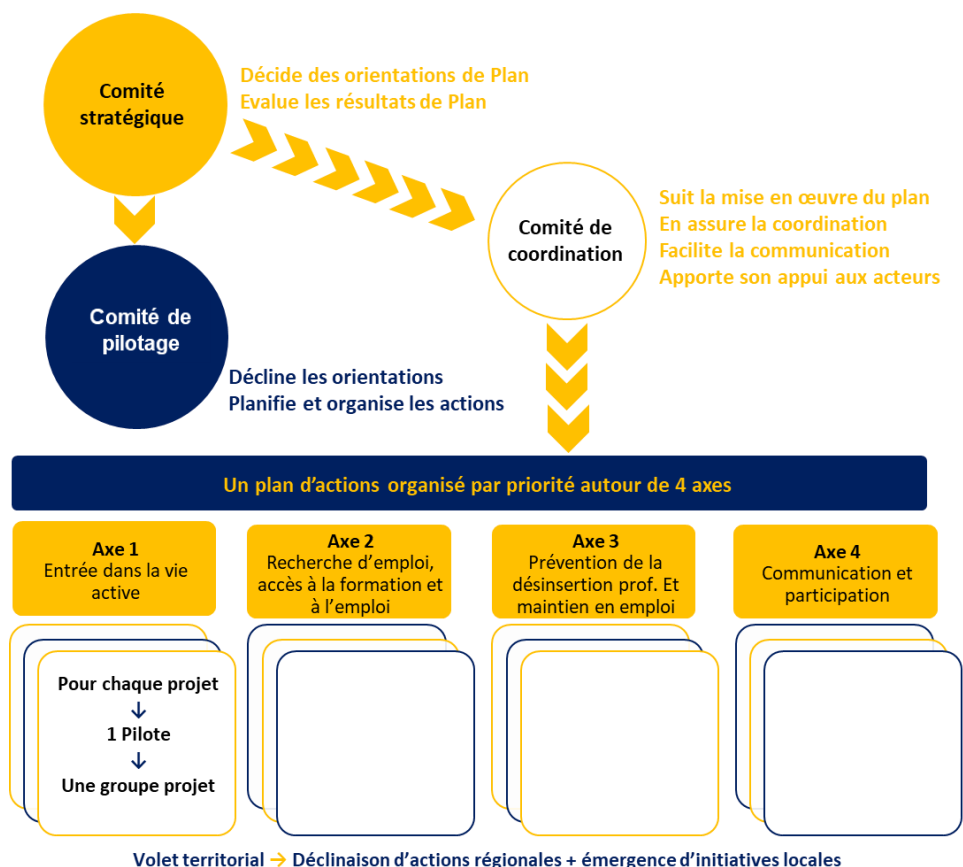 Comité
stratégique
Décide des orientations de Plan
Evalue les résultats de Plan
Comité de
coordination
Suit la mise en œuvre du plan
En assure la coordination
Facilite la communication
Apporte son appui aux acteurs
Comité de
pilotage
Décline les orientations
Planifie et organise les actions
Un plan d’actions organisé par priorité autour de 4 axes
Axe 1
Entrée dans la vie
active
Axe 2
Recherche d’emploi,
accès à la formation et
à l’emploi
Axe 3
Prévention de la
désinsertion prof. Et
maintien en emploi
Axe 4
Communication et
participation
Pour chaque projet
↓
1 Pilote
↓
Une groupe projet
Volet territorial → Déclinaison d’actions régionales + émergence d’initiatives locales